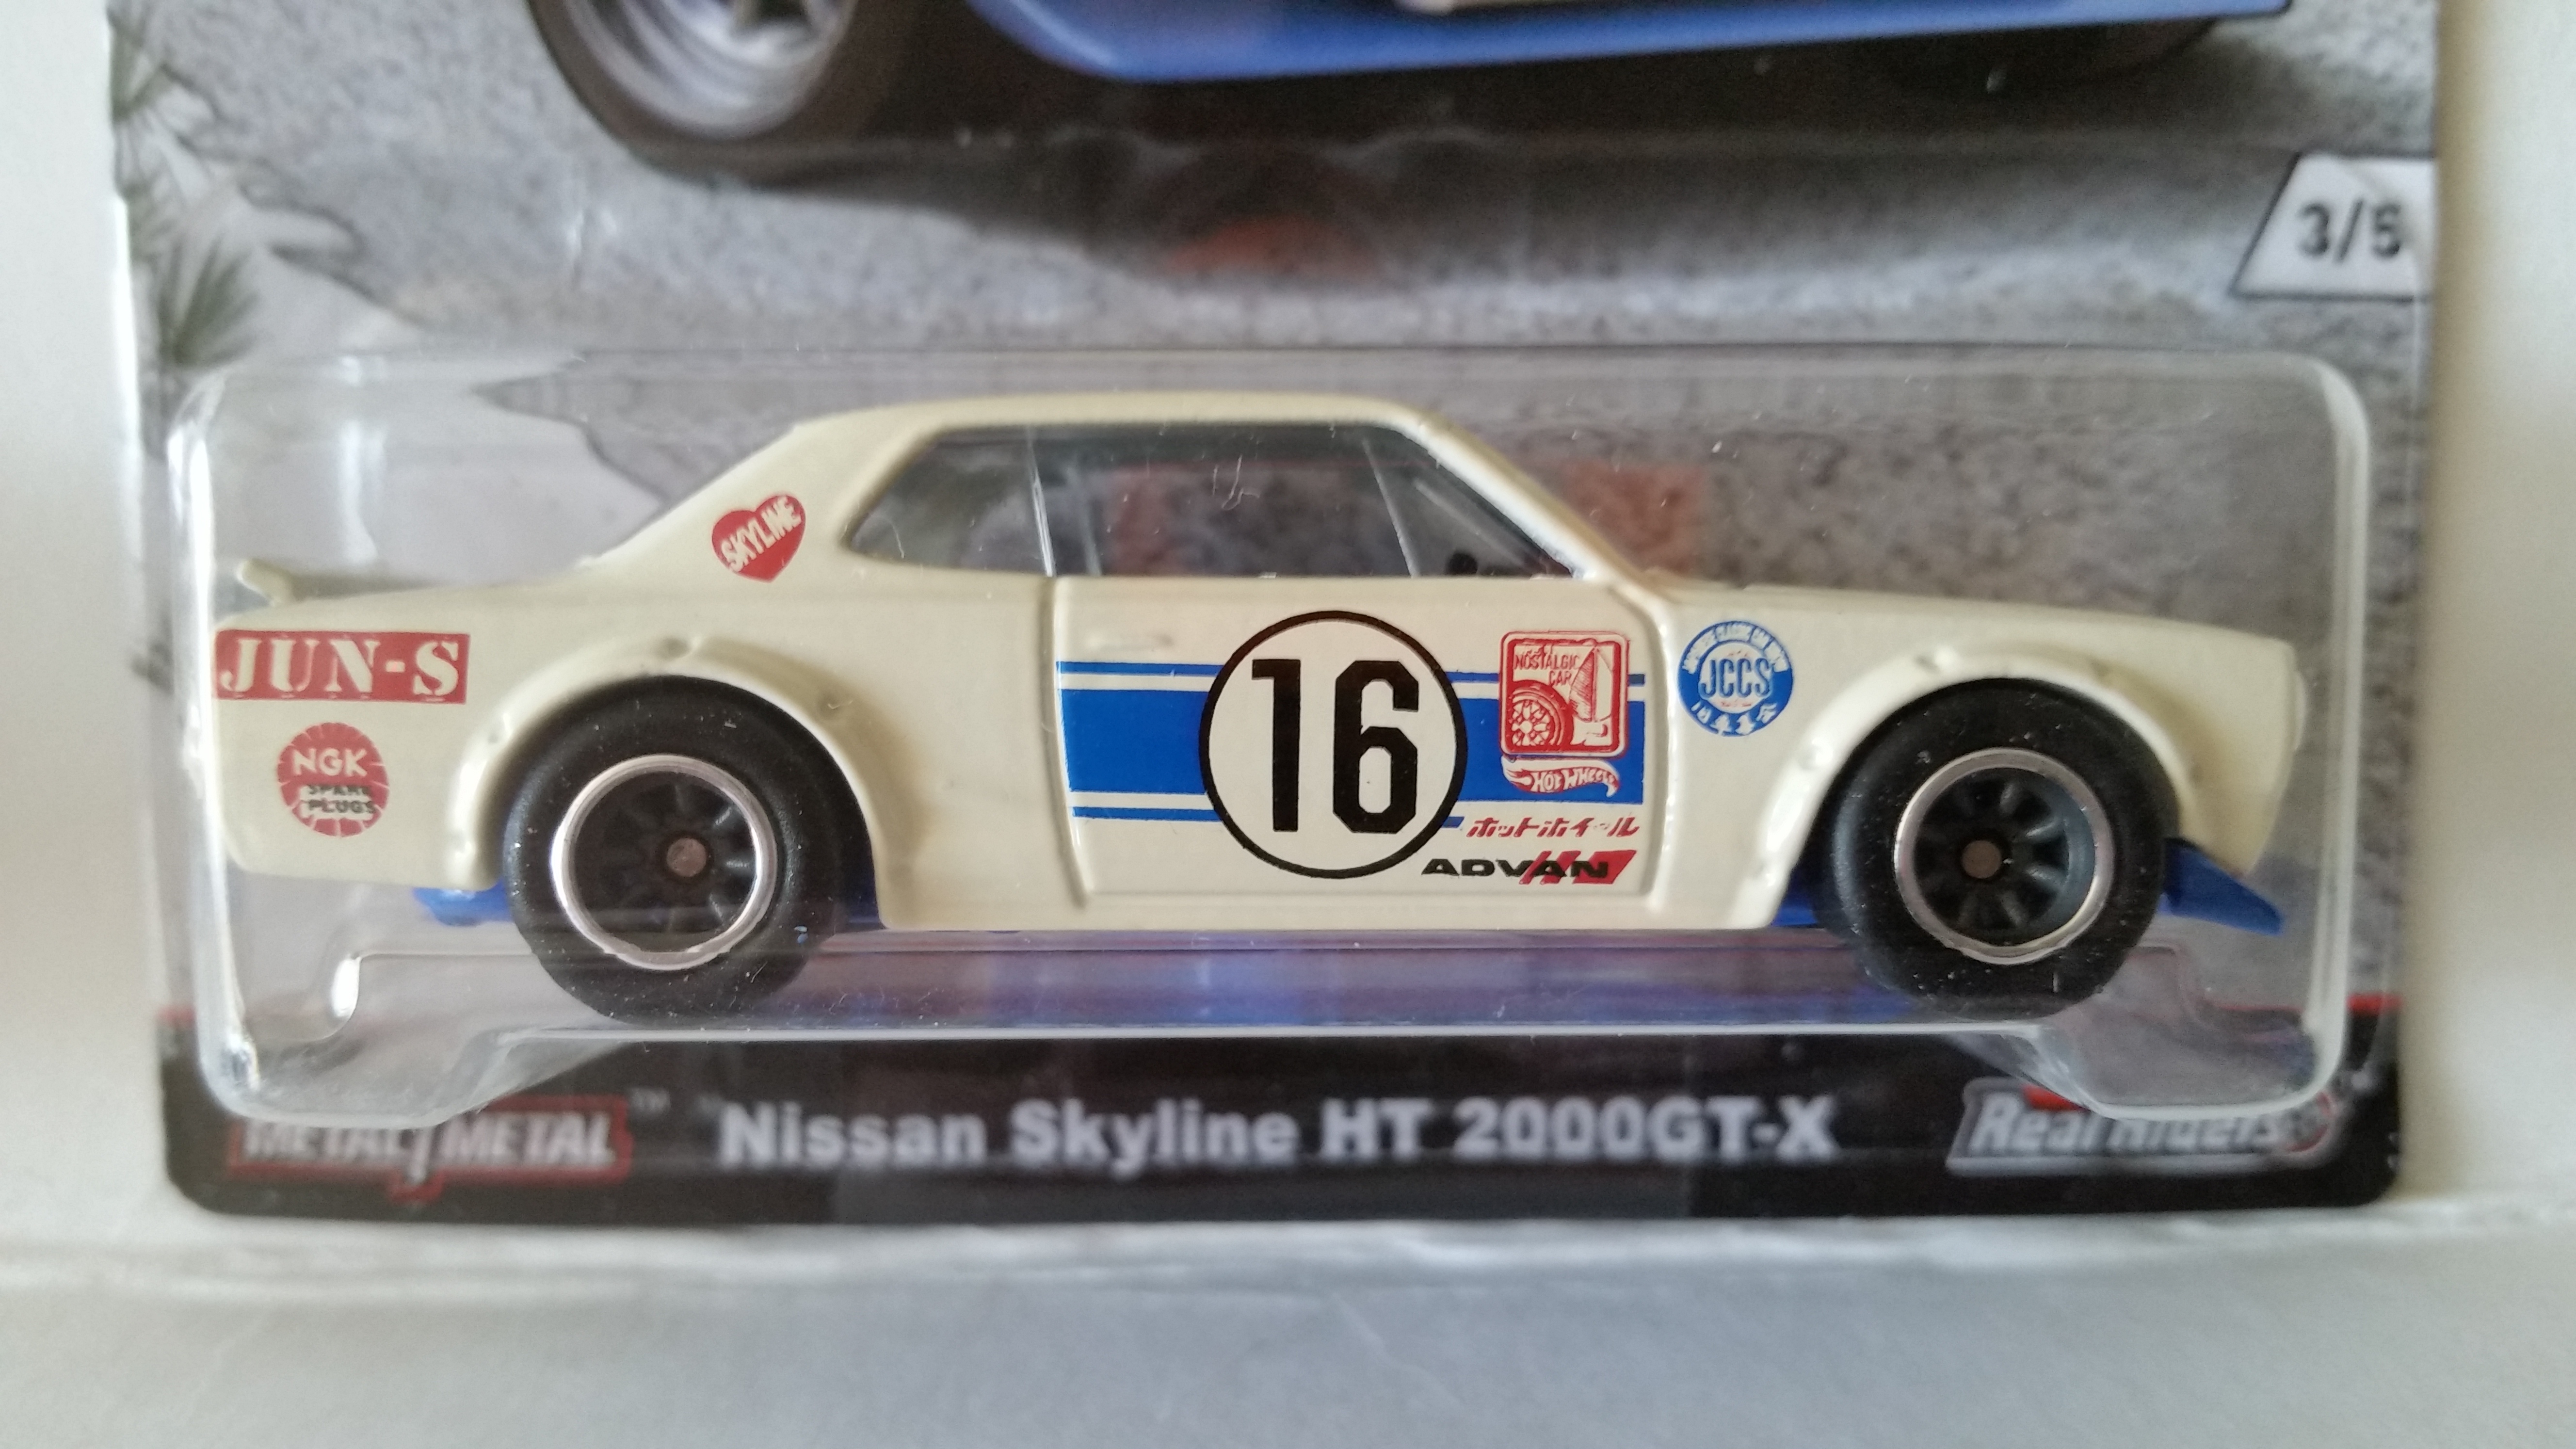 3/5
SKYLINE
JUN-S
NGK
SPARK
PLUGS
16
NOSTALGIC
CAR
HOT WHEELS
JCCS
ホットホイール
ADVAN
METAL/METAL™
Nissan Skyline HT 2000GT-X
Real Riders